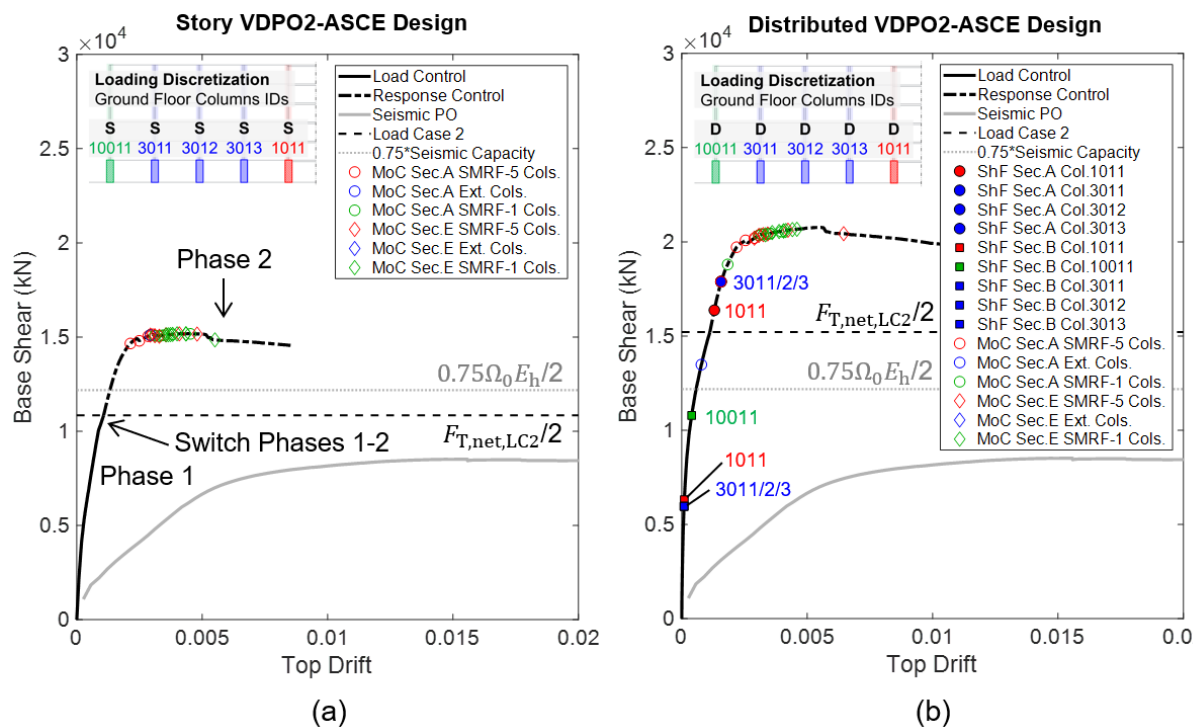 Story VDPO2-ASCE Design
×10⁴
3
2.5
2
1.5
1
0.5
0
0
0.005
0.01
0.015
0.02
Base Shear (kN)
Top Drift
Loading Discretization
Ground Floor Columns IDs
S S S S S
10011 3011 3012 3013 1011
Load Control
Response Control
Seismic PO
Load Case 2
0.75*Seismic Capacity
MoC Sec.A SMRF-5 Cols.
MoC Sec.A Ext. Cols.
MoC Sec.A SMRF-1 Cols.
MoC Sec.E SMRF-5 Cols.
MoC Sec.E Ext. Cols.
MoC Sec.E SMRF-1 Cols.
Phase 2
0.75Ω₀E_h/2
Switch Phases 1-2
F_T,net,LC2/2
Phase 1
(a)
Distributed VDPO2-ASCE Design
×10⁴
3
2.5
2
1.5
1
0.5
0
0
0.005
0.01
0.015
0.0
Base Shear (kN)
Top Drift
Loading Discretization
Ground Floor Columns IDs
D D D D D
10011 3011 3012 3013 1011
Load Control
Response Control
Seismic PO
Load Case 2
0.75*Seismic Capacity
ShF Sec.A Col.1011
ShF Sec.A Col.3011
ShF Sec.A Col.3012
ShF Sec.A Col.3013
ShF Sec.B Col.1011
ShF Sec.B Col.10011
ShF Sec.B Col.3011
ShF Sec.B Col.3012
ShF Sec.B Col.3013
MoC Sec.A SMRF-5 Cols.
MoC Sec.A Ext. Cols.
MoC Sec.A SMRF-1 Cols.
MoC Sec.E SMRF-5 Cols.
MoC Sec.E Ext. Cols.
MoC Sec.E SMRF-1 Cols.
3011/2/3
1011
F_T,net,LC2/2
0.75Ω₀E_h/2
10011
1011
3011/2/3
(b)